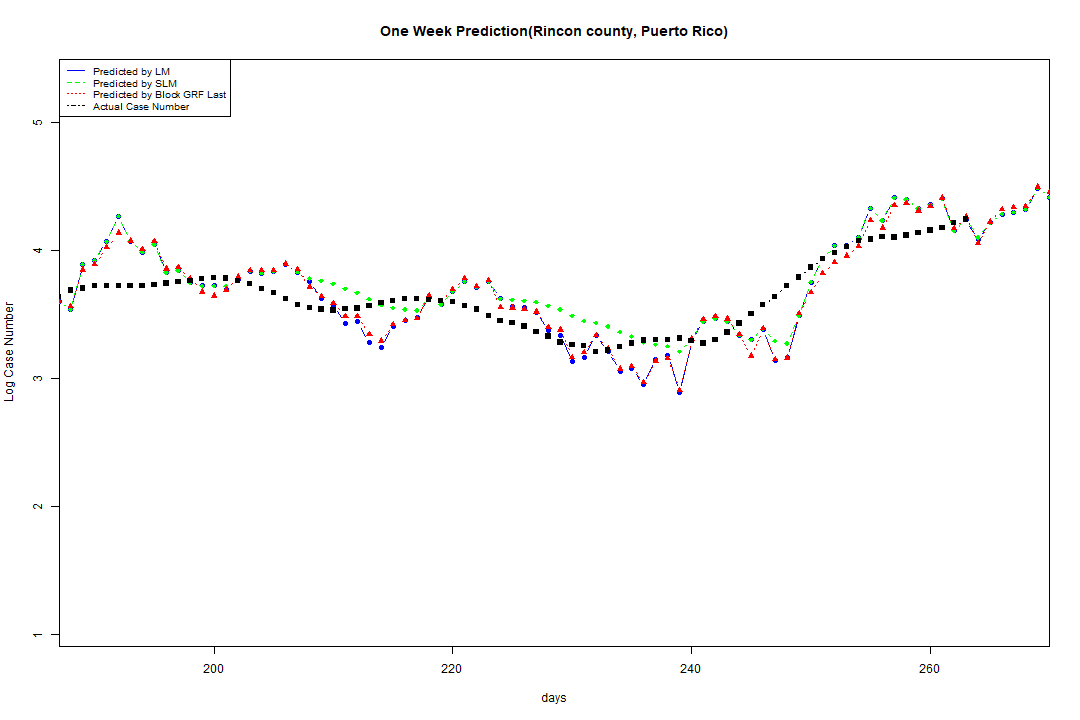 One Week Prediction(Rincon county, Puerto Rico)
Predicted by LM
Predicted by SLM
Predicted by Block GRF Last
Actual Case Number
5
4
3
2
1
Log Case Number
200 220 240 260
days